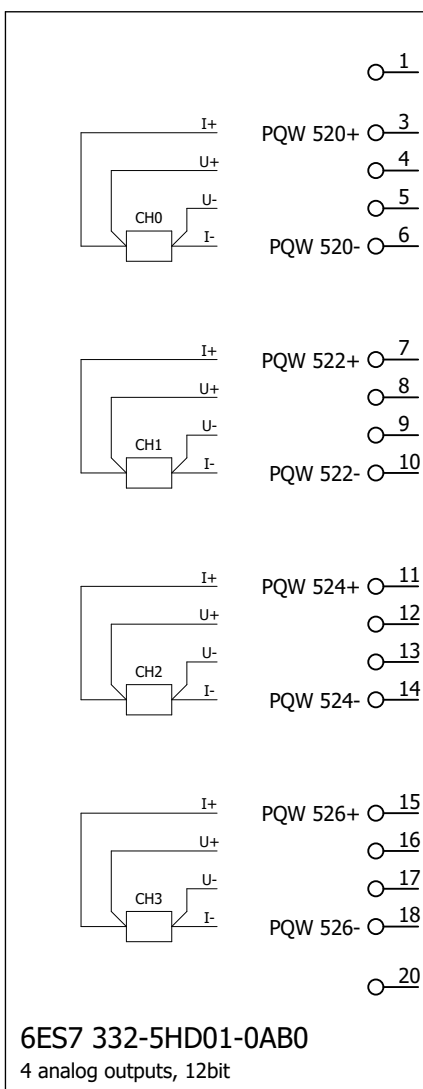 1
I+ PQW 520+ 3
U+ 4
U- 5
CH0
I- PQW 520- 6
I+ PQW 522+ 7
U+ 8
U- 9
CH1
I- PQW 522- 10
I+ PQW 524+ 11
U+ 12
U- 13
CH2
I- PQW 524- 14
I+ PQW 526+ 15
U+ 16
U- 17
CH3
I- PQW 526- 18
20
6ES7 332-5HD01-0AB0
4 analog outputs, 12bit